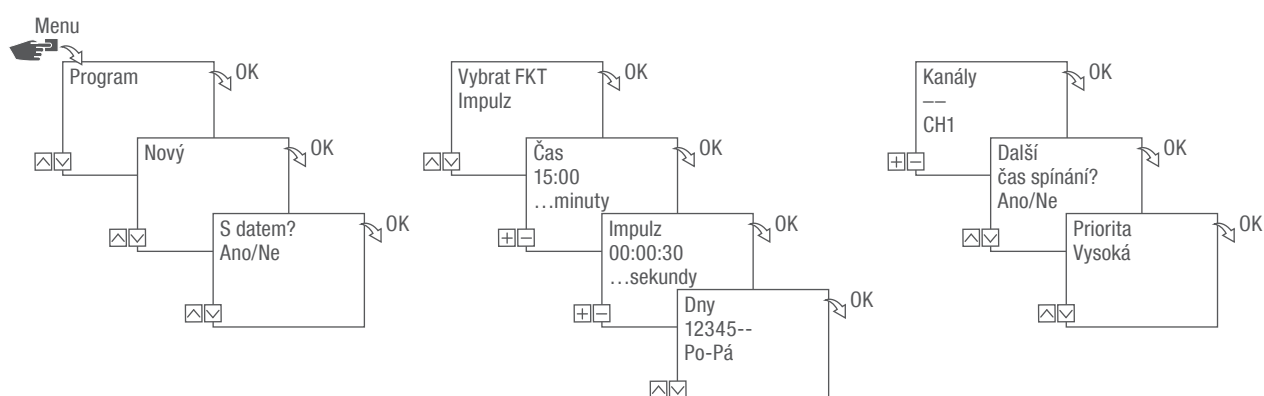 Menu
Program
OK
Nový
OK
S datem?
Ano/Ne
OK
Vybrat FKT
Impulz
OK
Čas
15:00
…minuty
OK
Impulz
00:00:30
…sekundy
OK
Dny
12345--
Po-Pá
OK
Kanály
––
CH1
OK
Další
čas spínání?
Ano/Ne
OK
Priorita
Vysoká
OK